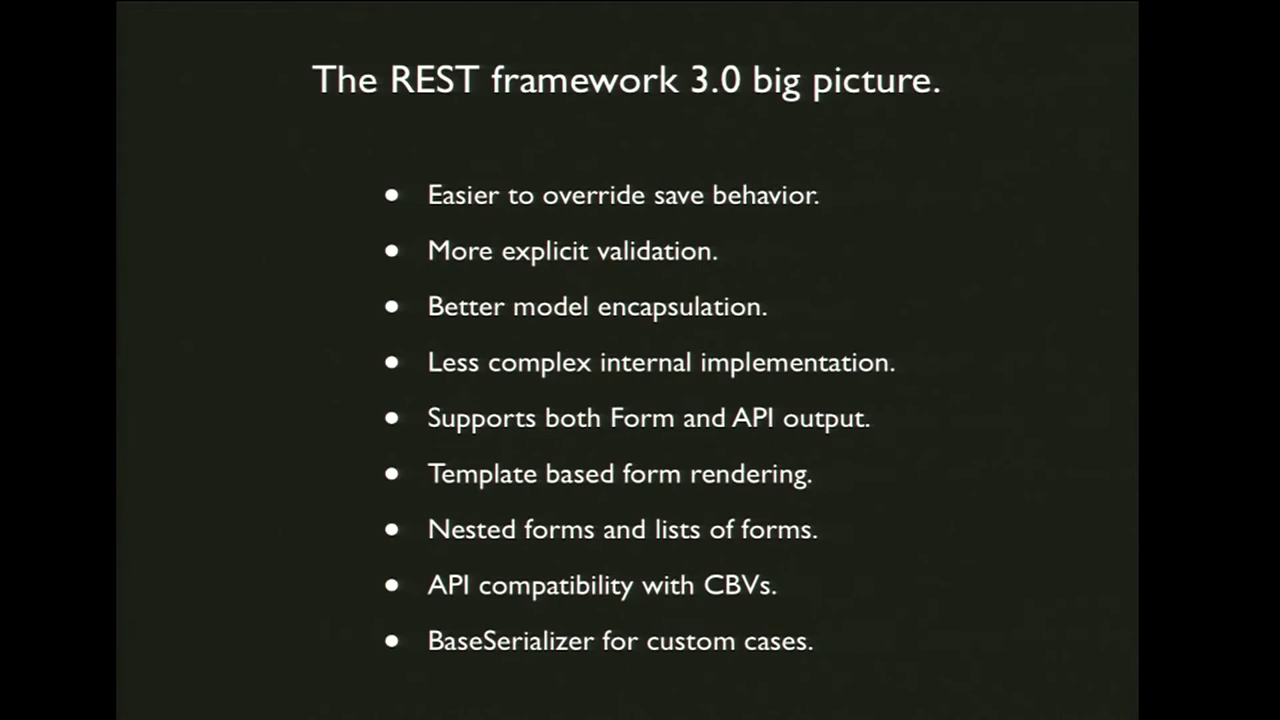 The REST framework 3.0 big picture.
● Easier to override save behavior.
● More explicit validation.
● Better model encapsulation.
● Less complex internal implementation.
● Supports both Form and API output.
● Template based form rendering.
● Nested forms and lists of forms.
● API compatibility with CBVs.
● BaseSerializer for custom cases.